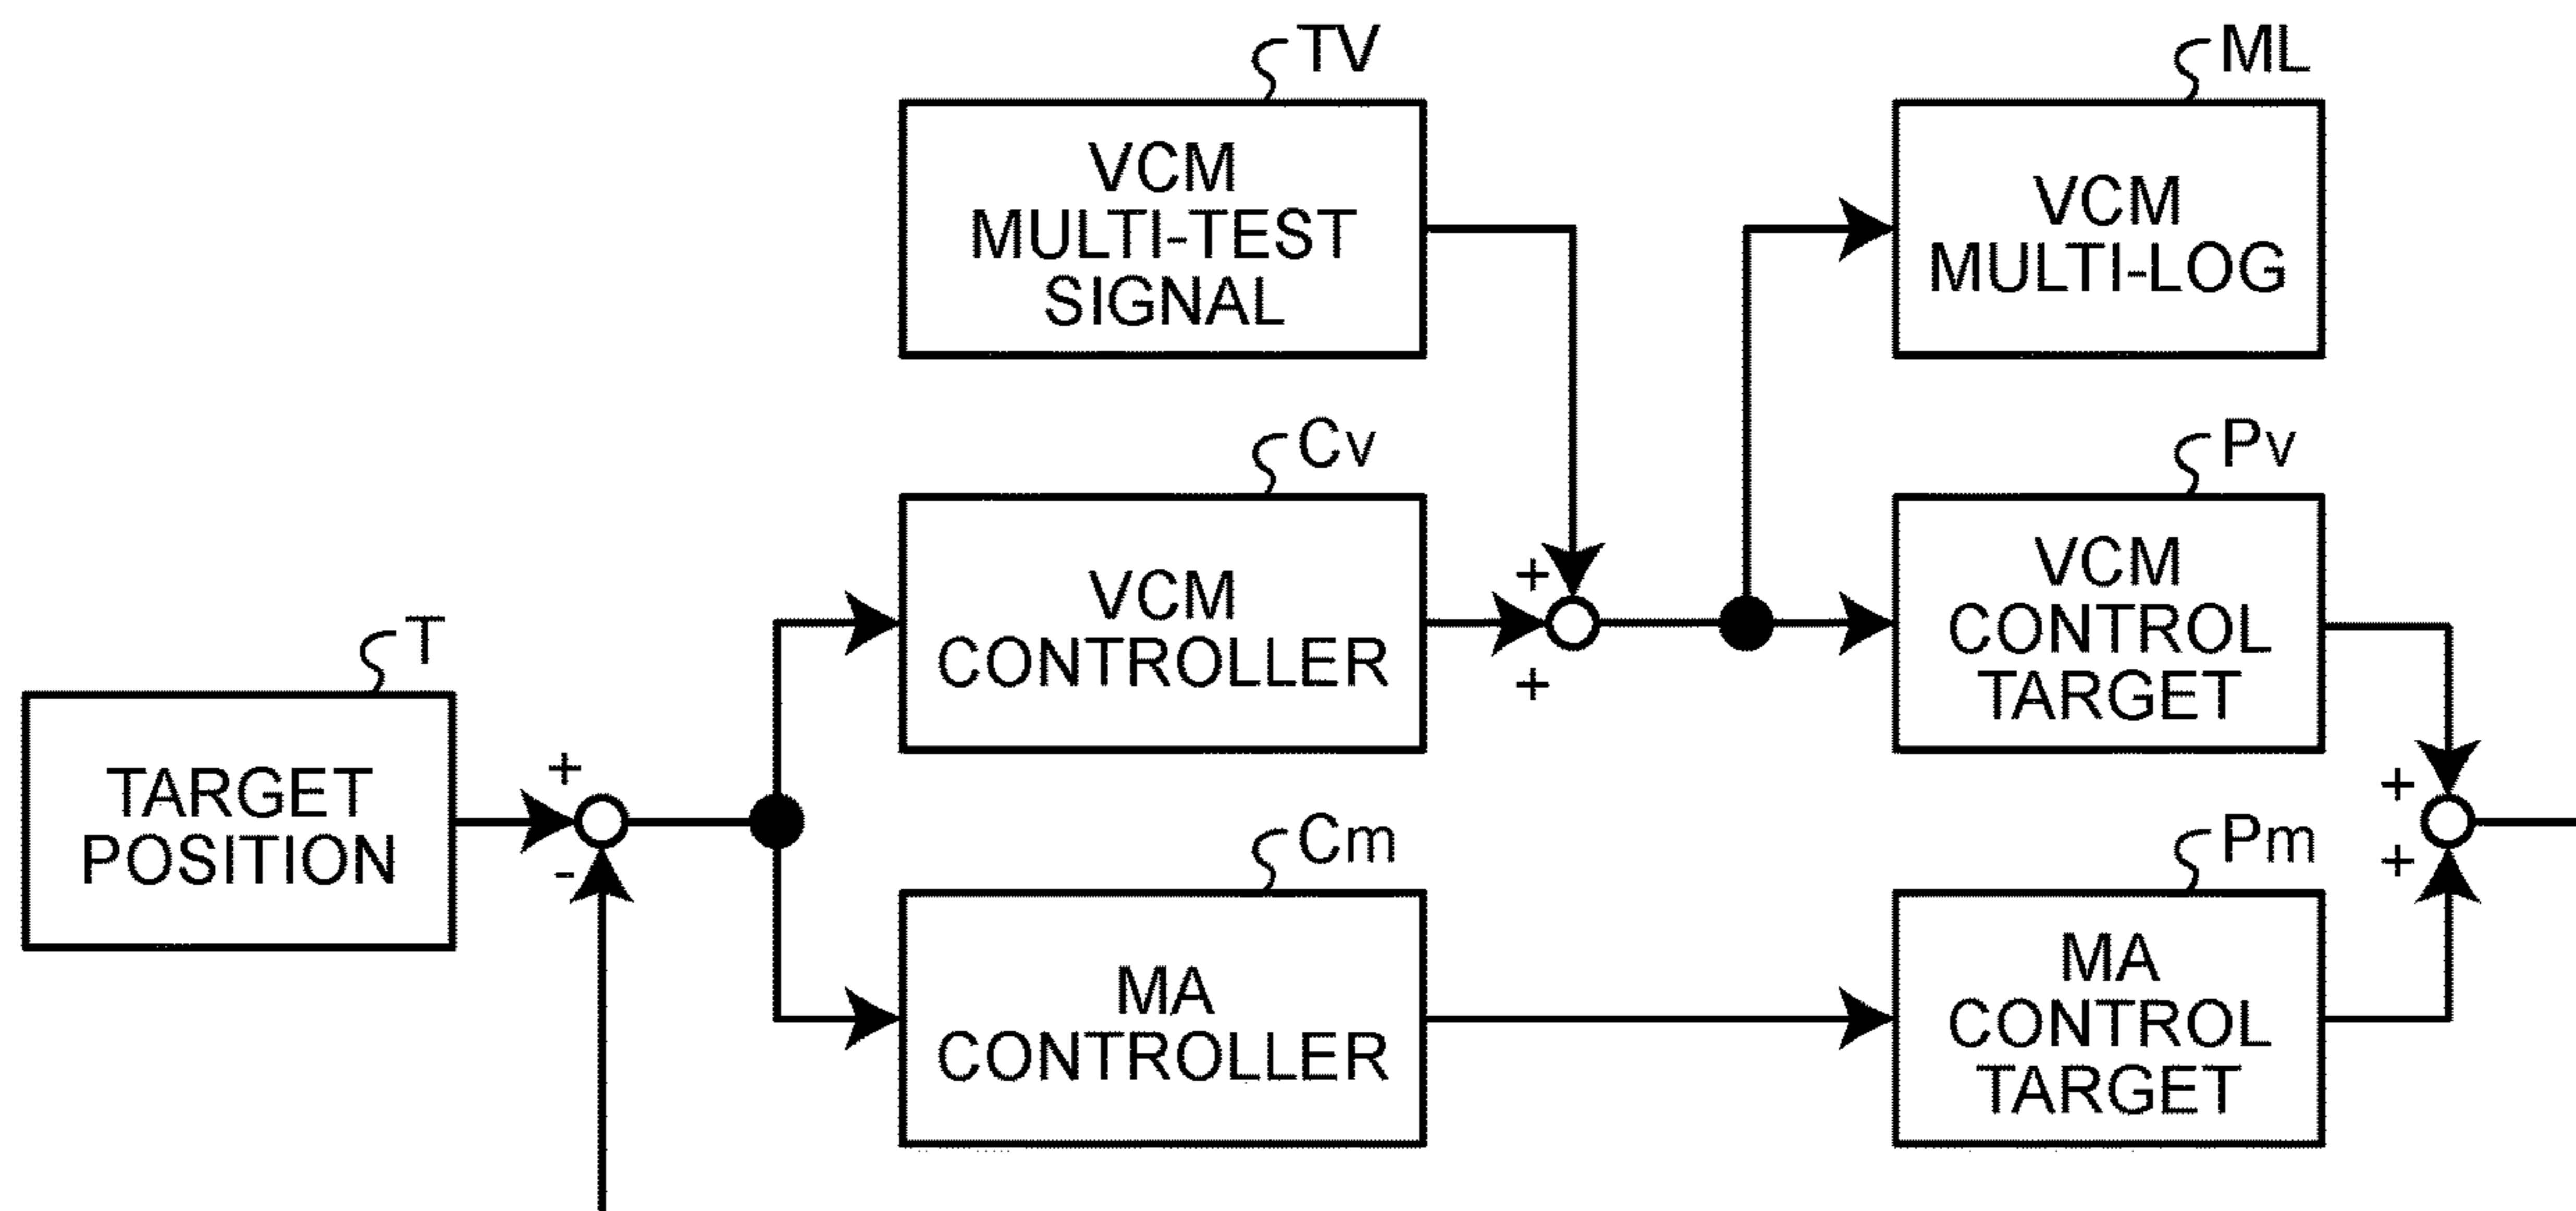 TV
VCM
MULTI-TEST
SIGNAL
ML
VCM
MULTI-LOG
Cv
VCM
CONTROLLER
+
+
Pv
VCM
CONTROL
TARGET
T
TARGET
POSITION
+
-
Cm
MA
CONTROLLER
Pm
MA
CONTROL
TARGET
+
+